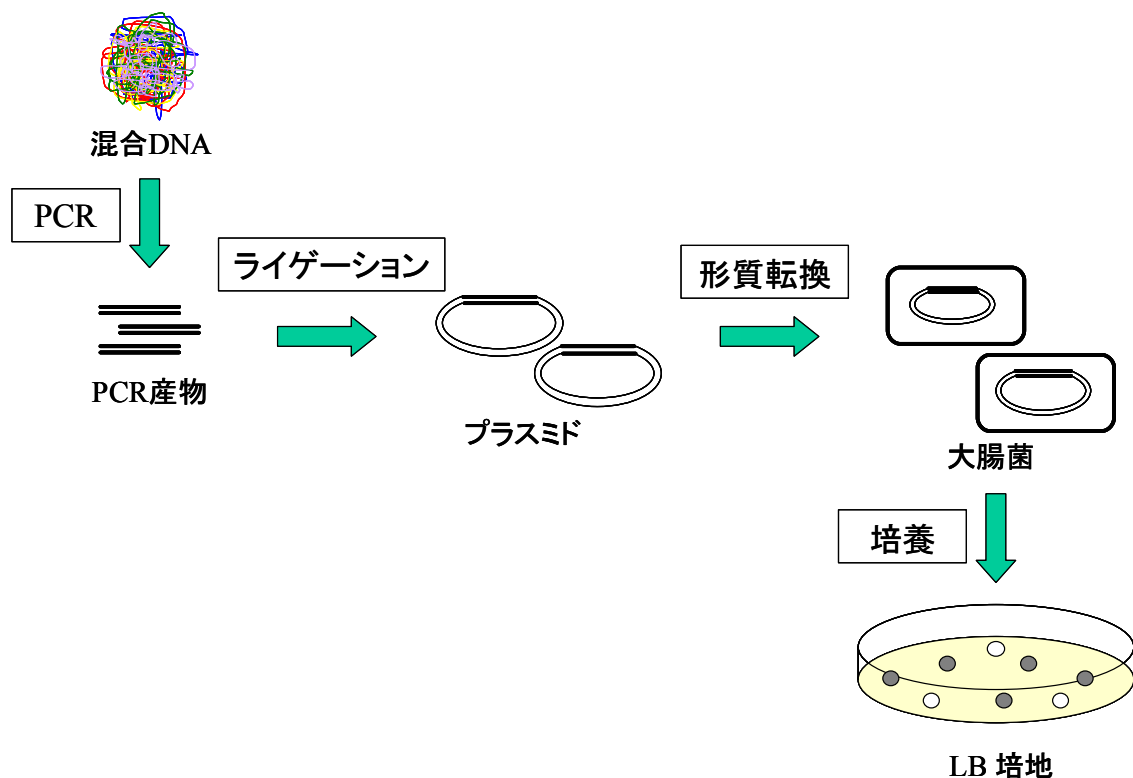 混合DNA
PCR
PCR産物
ライゲーション
プラスミド
形質転換
大腸菌
培養
LB 培地